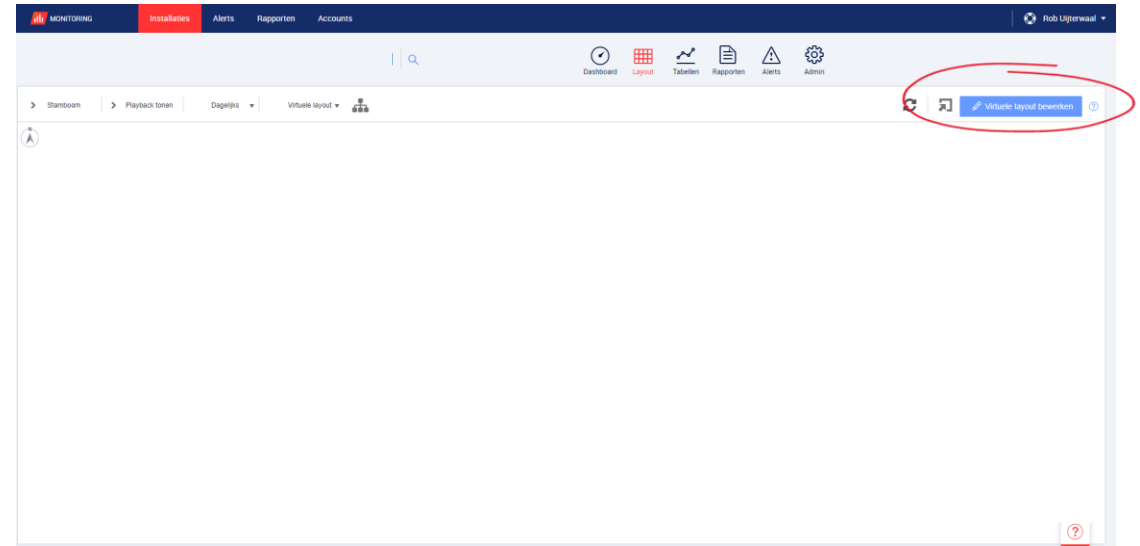 MONITORING Installaties Alerts Rapporten Accounts Rob Uijterwaal
Dashboard Layout Tabellen Rapporten Alerts Admin
Stamboom Playback tonen Dagelijks Virtuele layout Virtuele layout bewerken ?
?